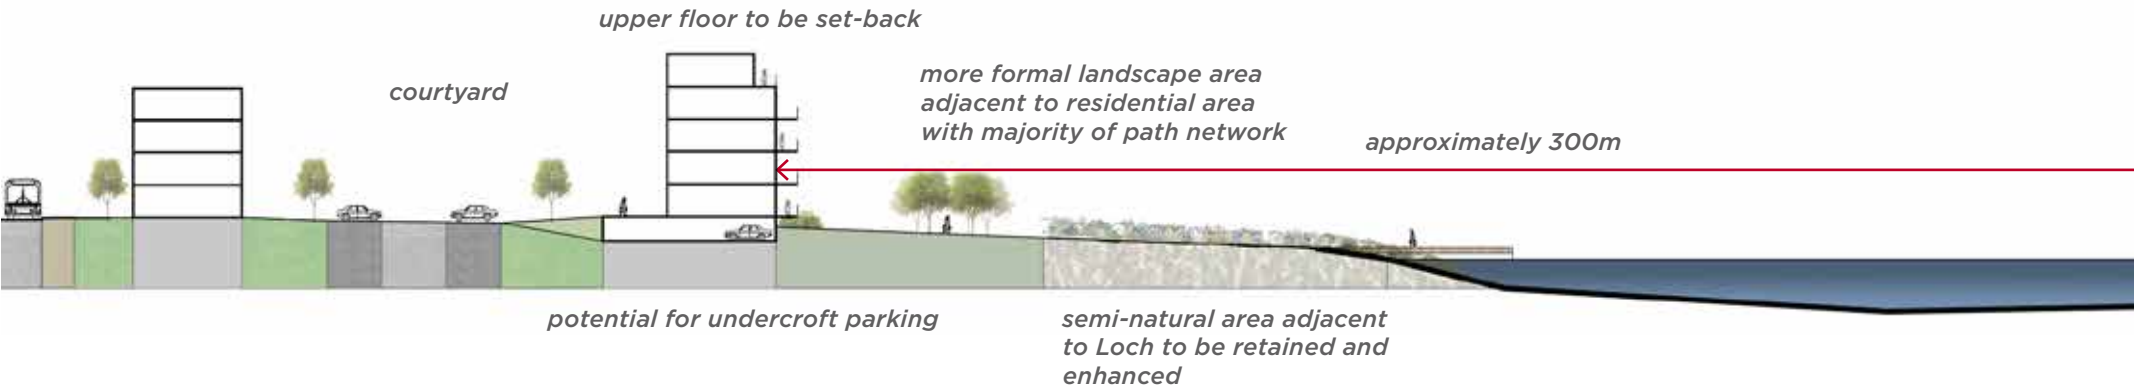 upper floor to be set-back
courtyard
more formal landscape area
adjacent to residential area
with majority of path network
approximately 300m
potential for undercroft parking
semi-natural area adjacent
to Loch to be retained and
enhanced